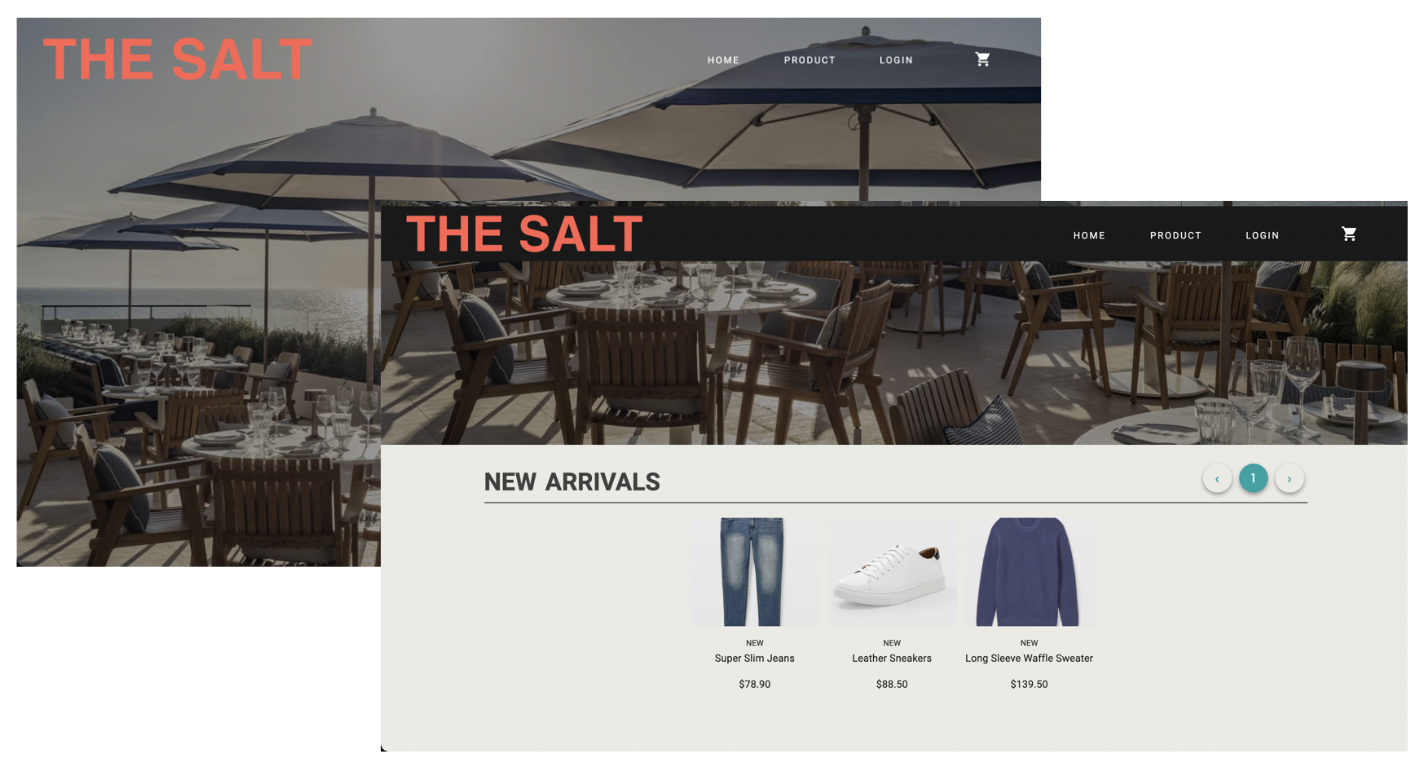 THE SALT
HOME PRODUCT LOGIN
THE SALT
HOME PRODUCT LOGIN
NEW ARRIVALS
‹ 1 ›
NEW NEW NEW
Super Slim Jeans Leather Sneakers Long Sleeve Waffle Sweater
$78.90 $88.50 $139.50